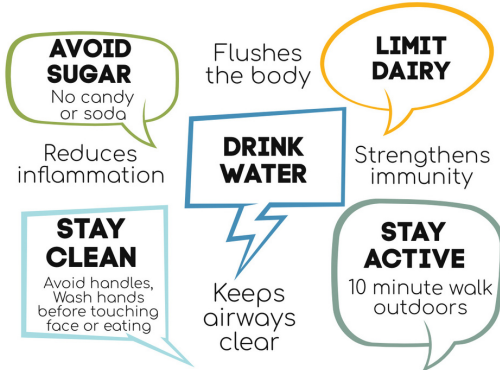 AVOID
SUGAR
No candy
or soda
Flushes
the body
LIMIT
DAIRY
Reduces
inflammation
DRINK
WATER
Strengthens
immunity
STAY
CLEAN
Avoid handles,
Wash hands
before touching
face or eating
Keeps
airways
clear
STAY
ACTIVE
10 minute walk
outdoors